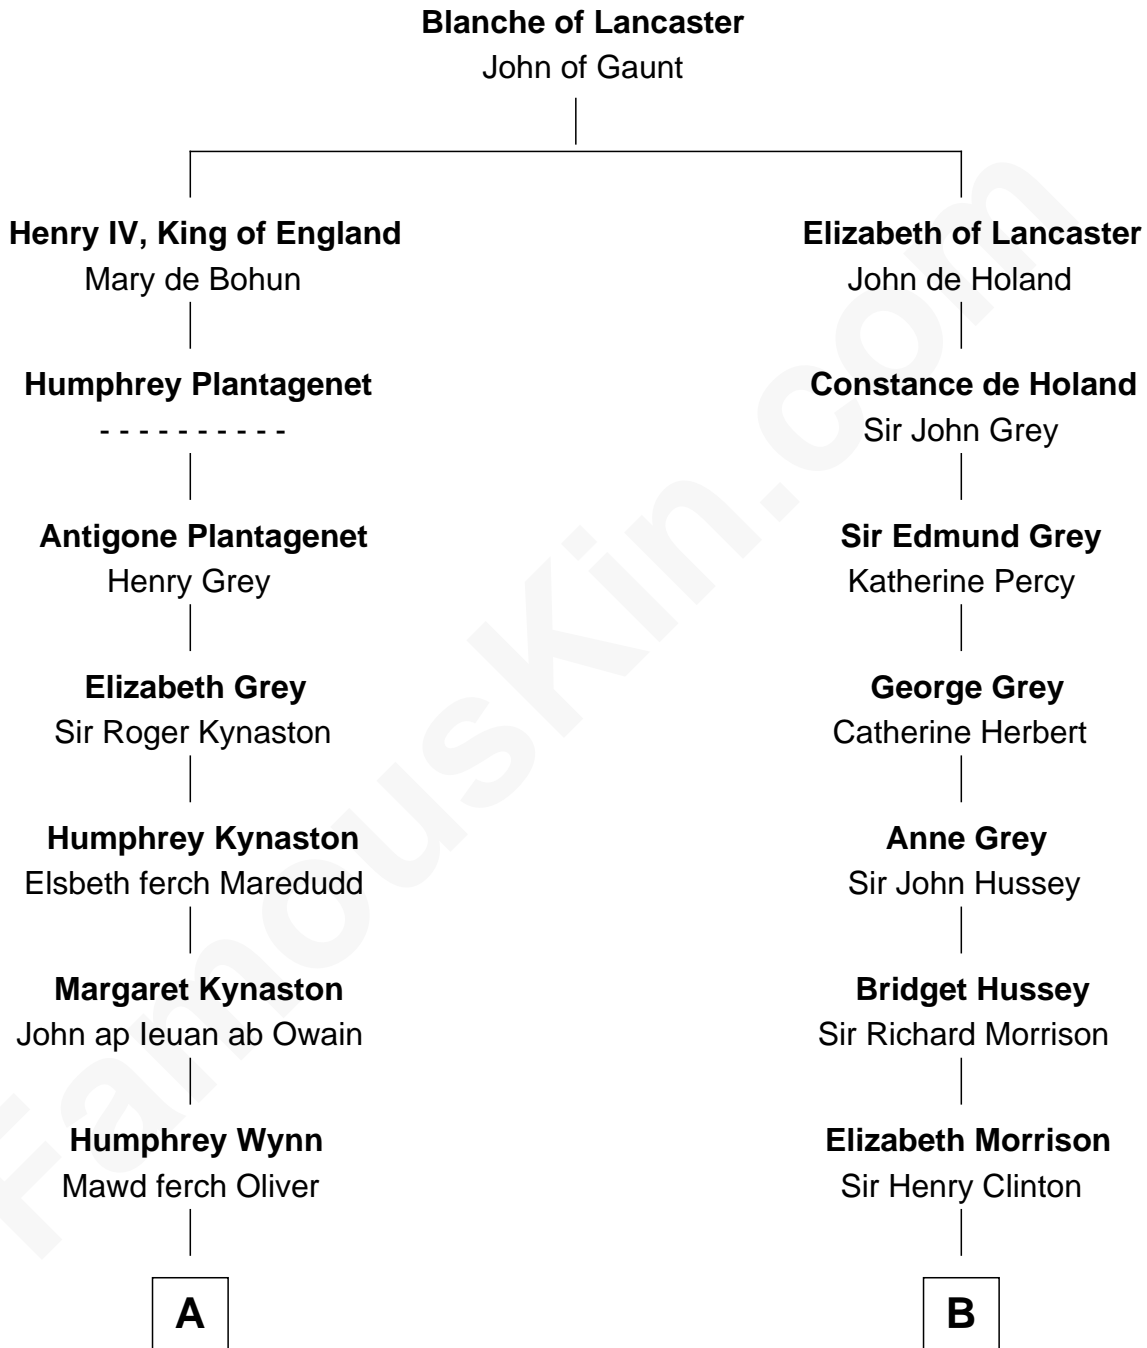 Blanche of Lancaster
John of Gaunt
Henry IV, King of England
Mary de Bohun
Elizabeth of Lancaster
John de Holand
Humphrey Plantagenet
- - - - - - - - - -
Constance de Holand
Sir John Grey
Antigone Plantagenet
Henry Grey
Sir Edmund Grey
Katherine Percy
Elizabeth Grey
Sir Roger Kynaston
George Grey
Catherine Herbert
Humphrey Kynaston
Elsbeth ferch Maredudd
Anne Grey
Sir John Hussey
Margaret Kynaston
John ap Ieuan ab Owain
Bridget Hussey
Sir Richard Morrison
Humphrey Wynn
Mawd ferch Oliver
Elizabeth Morrison
Sir Henry Clinton
A
B
FamousKin.com